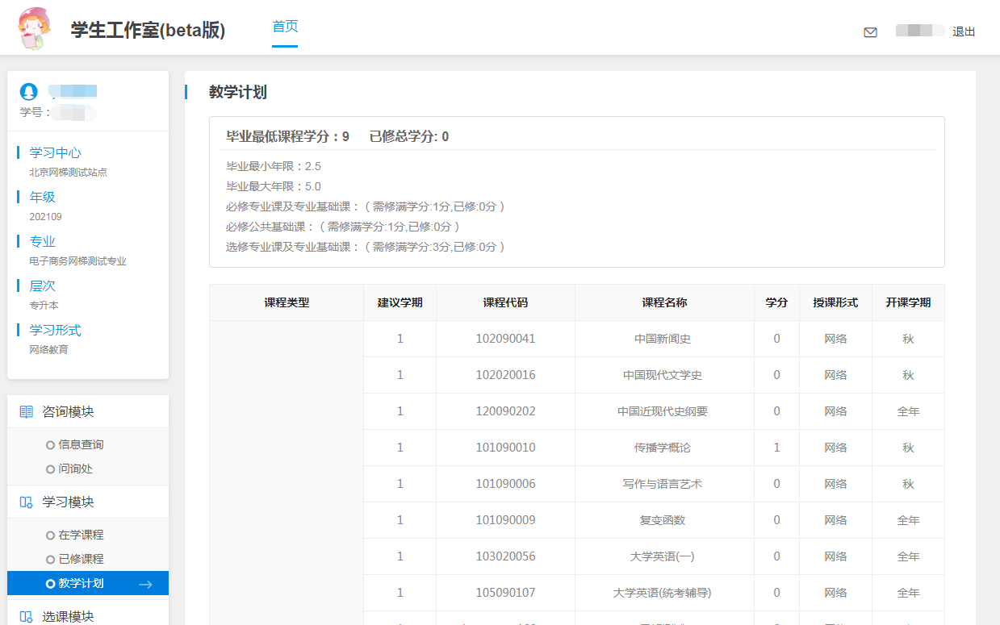 学生工作室(beta版)
首页
退出
学号：
学习中心
北京网梯测试站点
年级
202109
专业
电子商务网梯测试专业
层次
专升本
学习形式
网络教育
咨询模块
信息查询
问询处
学习模块
在学课程
已修课程
教学计划
选课模块
教学计划
毕业最低课程学分：9 已修总学分: 0
毕业最小年限：2.5
毕业最大年限：5.0
必修专业课及专业基础课：（需修满学分:1分,已修:0分）
必修公共基础课：（需修满学分:1分,已修:0分）
选修专业课及专业基础课：（需修满学分:3分,已修:0分）
课程类型 建议学期 课程代码 课程名称 学分 授课形式 开课学期
1 102090041 中国新闻史 0 网络 秋
1 102020016 中国现代文学史 0 网络 秋
1 120090202 中国近现代史纲要 0 网络 全年
1 101090010 传播学概论 1 网络 秋
1 101090006 写作与语言艺术 0 网络 秋
1 101090009 复变函数 0 网络 全年
1 103020056 大学英语(一) 0 网络 全年
1 105090107 大学英语(统考辅导) 0 网络 全年